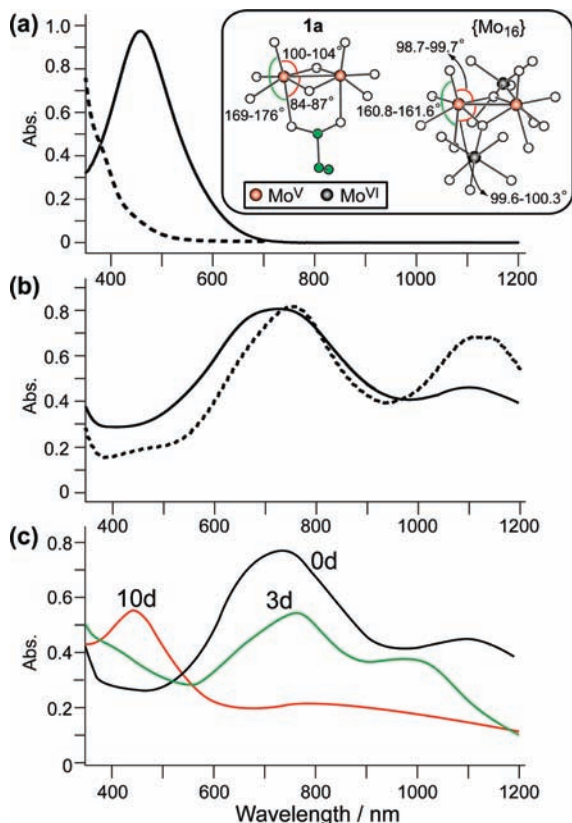 (a)
1a
{Mo16}
100-104°
84-87°
169-176°
98.7-99.7°
160.8-161.6°
99.6-100.3°
MoV
MoVI
Abs.
1.0
0.8
0.6
0.4
0.2
0
400 600 800 1000 1200
(b)
Abs.
0.8
0.6
0.4
0.2
0
400 600 800 1000 1200
(c)
Abs.
0.8
0.6
0.4
0.2
0
10d
3d
0d
400 600 800 1000 1200
Wavelength / nm